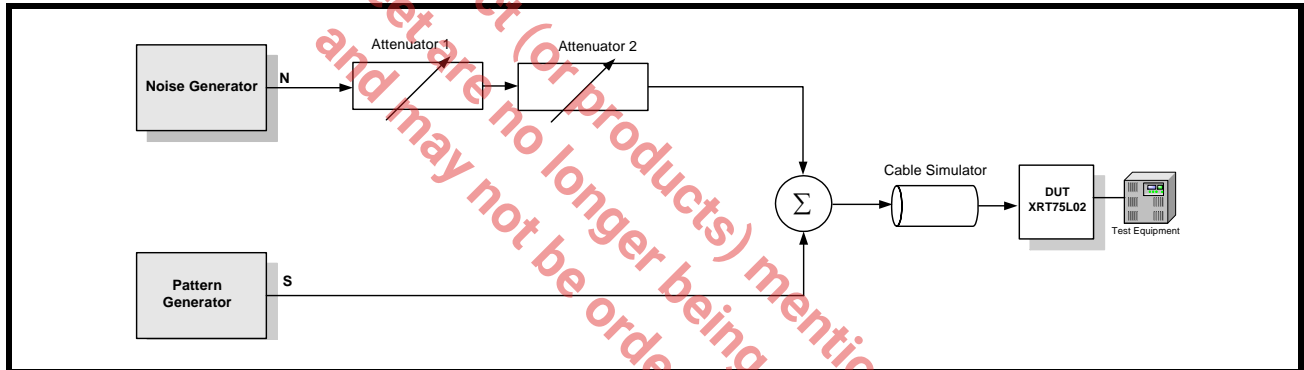 Attenuator 1
Attenuator 2
Noise Generator
N
Cable Simulator
DUT
XRT75L02
Σ
Test Equipment
Pattern
Generator
S
ct (or products) mentio
eet are no longer being
and may not be orde